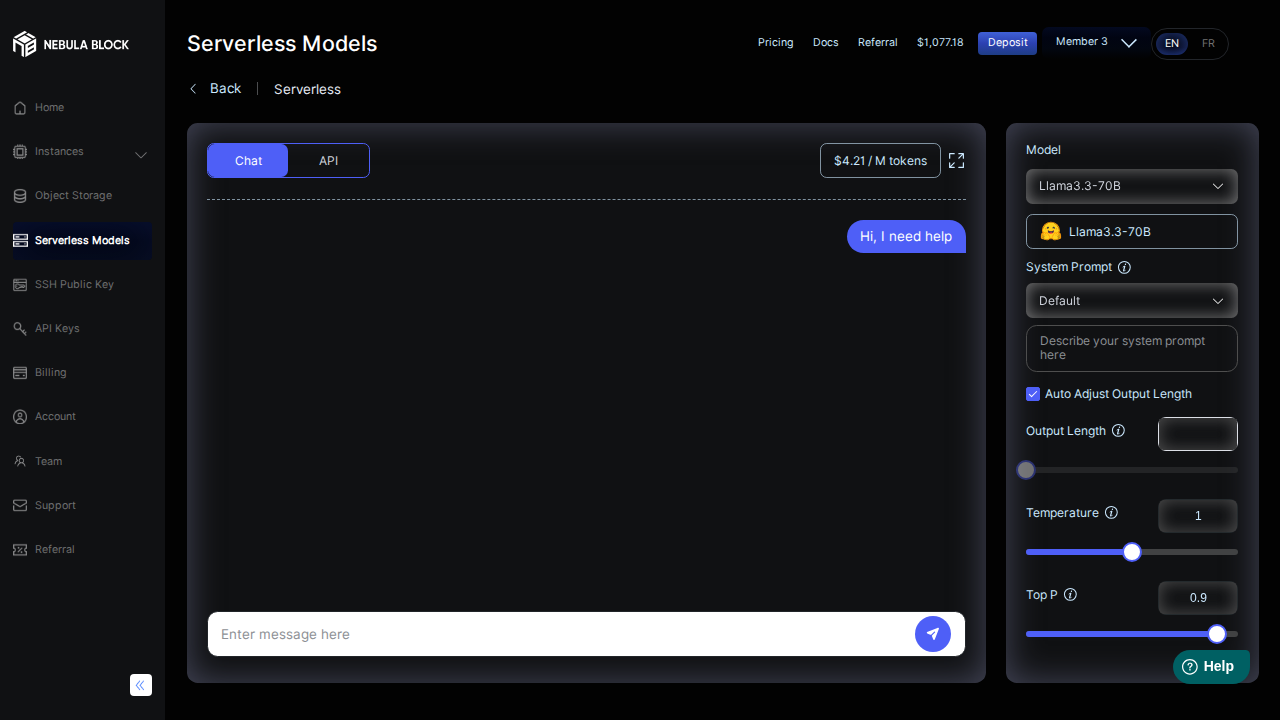 NEBULA BLOCK
Serverless Models
Pricing
Docs
Referral
$1,077.18
Deposit
Member 3
EN
FR
Back
Serverless
Home
Instances
Object Storage
Serverless Models
SSH Public Key
API Keys
Billing
Account
Team
Support
Referral
Chat
API
$4.21 / M tokens
Hi, I need help
Enter message here
Model
Llama3.3-70B
Llama3.3-70B
System Prompt
Default
Describe your system prompt
here
Auto Adjust Output Length
Output Length
Temperature
1
Top P
0.9
Help